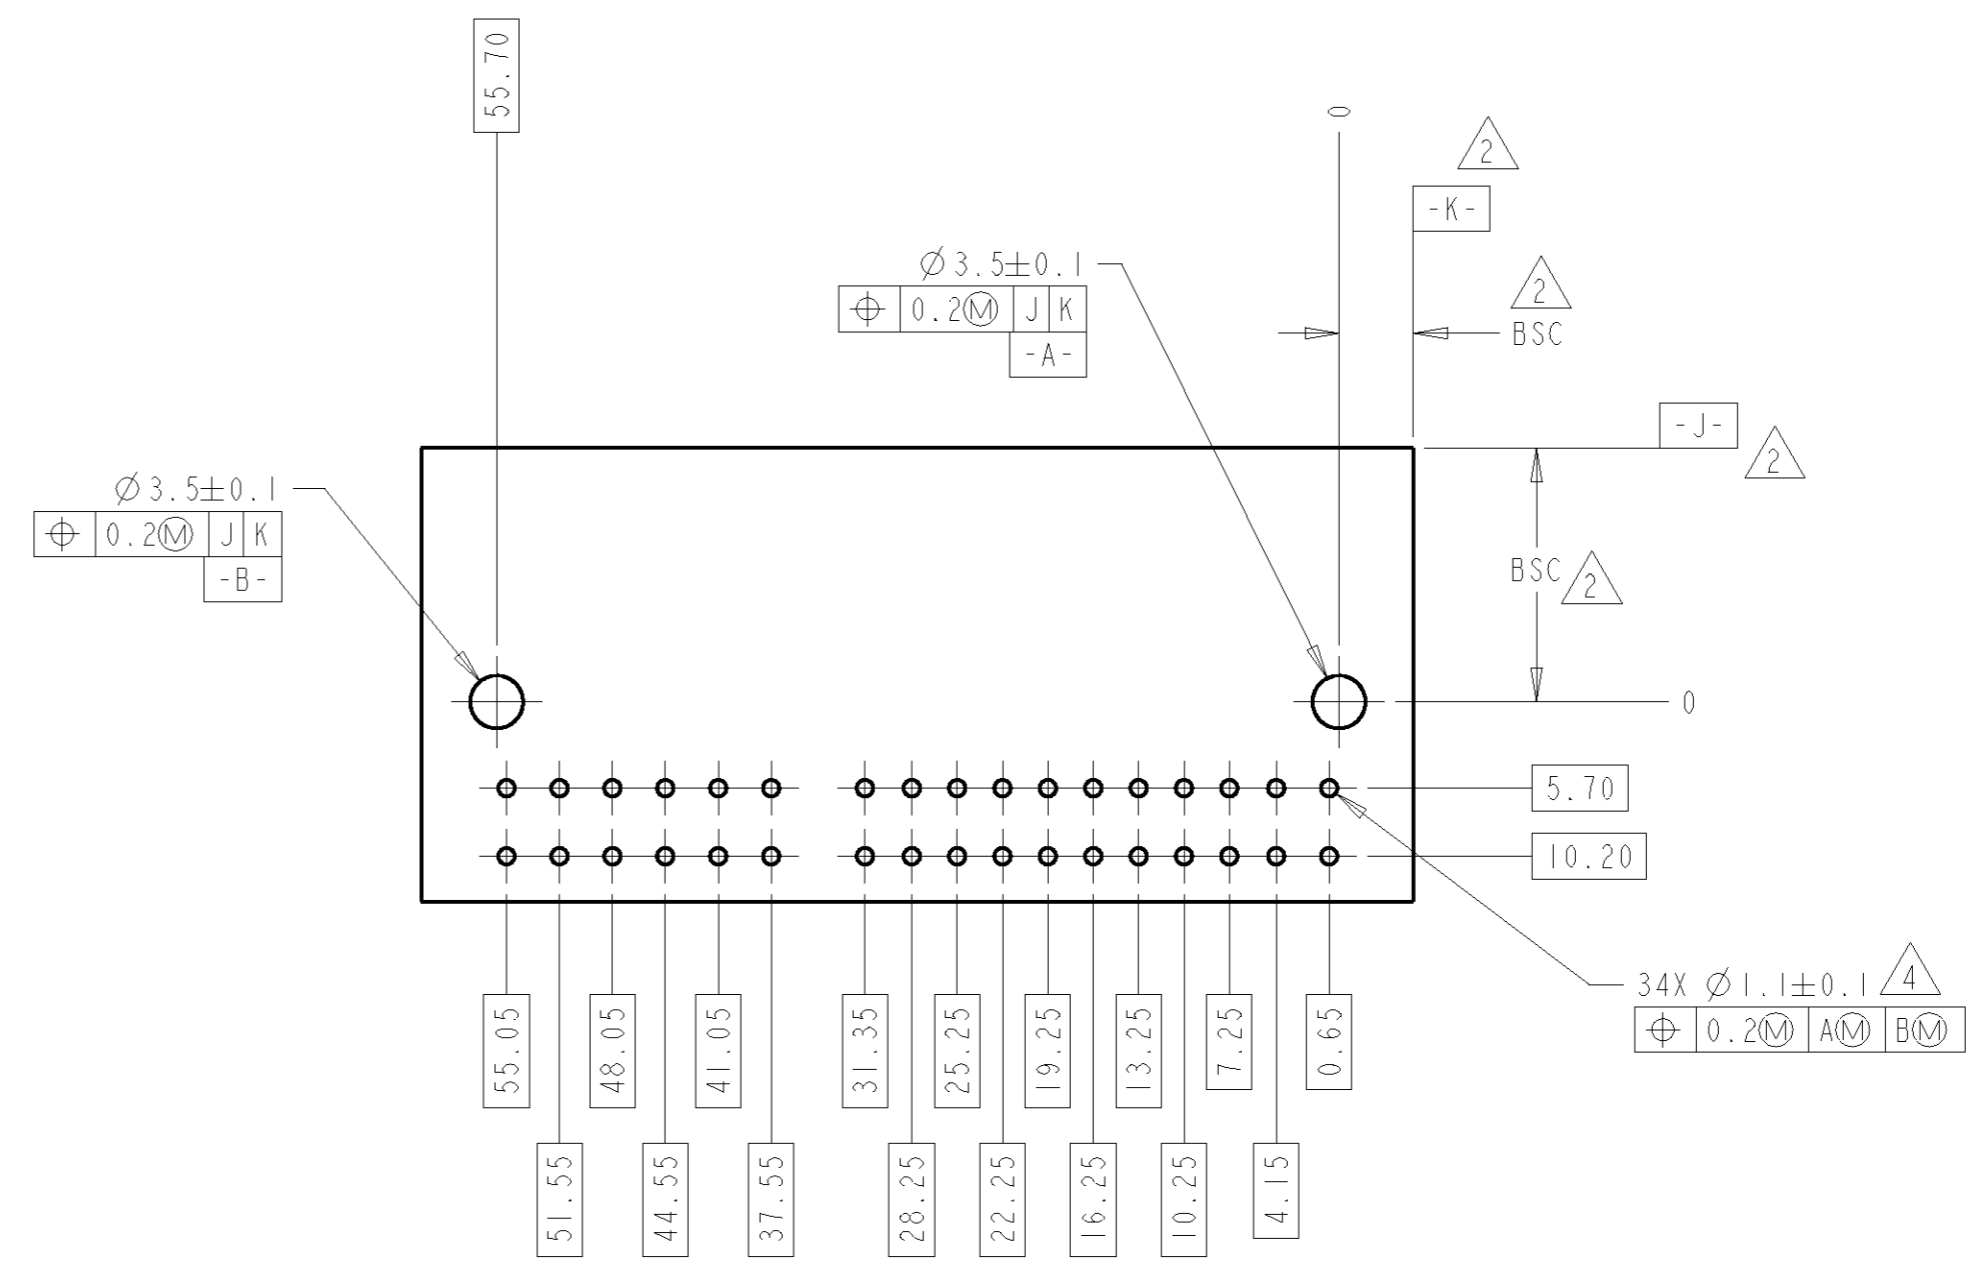 55.70
0
2
-K-
2
BSC
⌀3.5±0.1
⌖ 0.2Ⓜ J K
-A-
-J-
2
⌀3.5±0.1
⌖ 0.2Ⓜ J K
-B-
BSC 2
0
5.70
10.20
34X ⌀1.1±0.1 4
⌖ 0.2Ⓜ AⓂ BⓂ
55.05
48.05
41.05
31.35
25.25
19.25
13.25
7.25
0.65
51.55
44.55
37.55
28.25
22.25
16.25
10.25
4.15